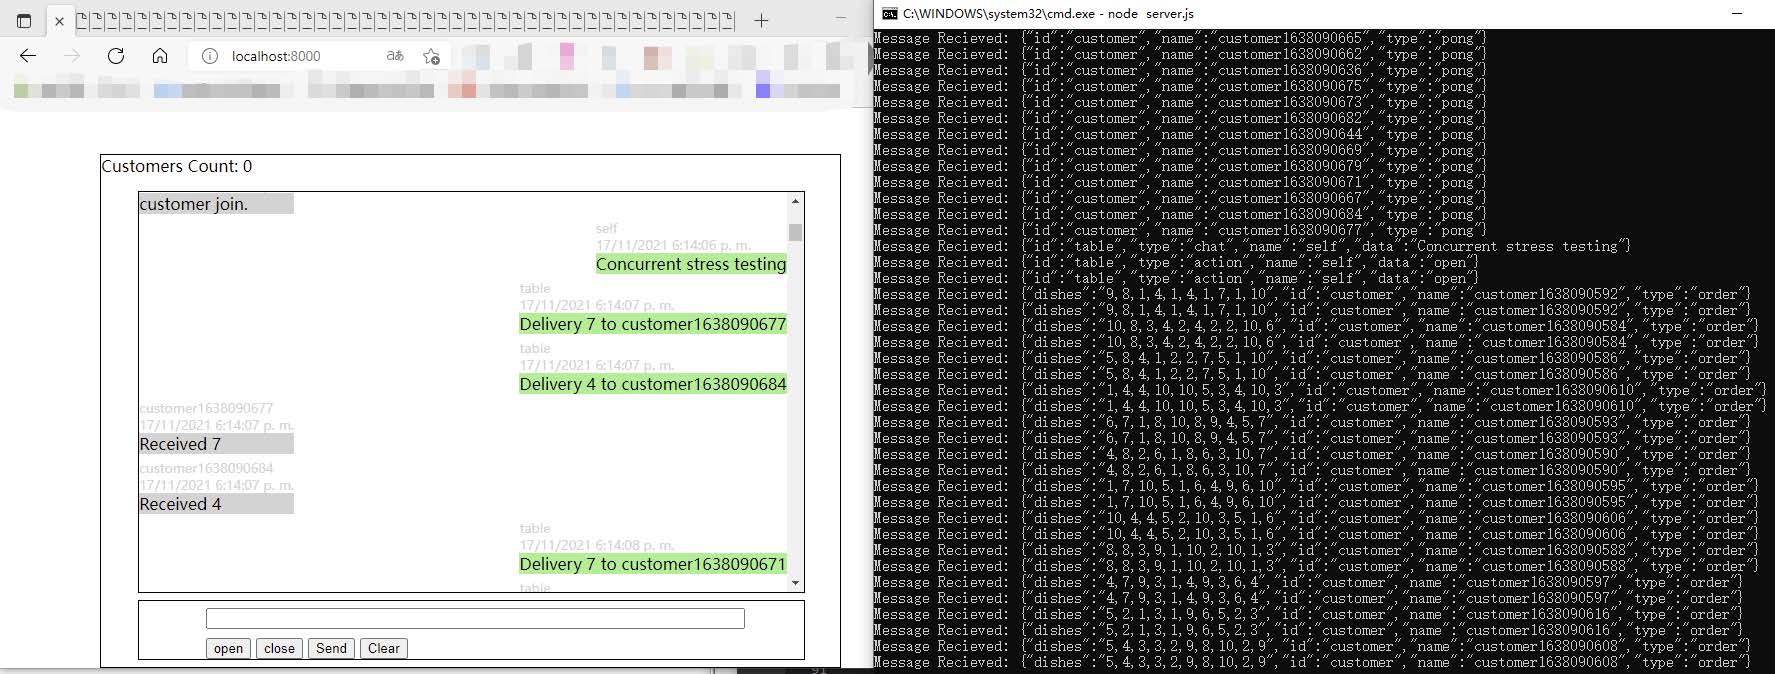 localhost:8000
Customers Count: 0
customer join.
self
17/11/2021 6:14:06 p. m.
Concurrent stress testing
table
17/11/2021 6:14:07 p. m.
Delivery 7 to customer1638090677
table
17/11/2021 6:14:07 p. m.
Delivery 4 to customer1638090684
customer1638090677
17/11/2021 6:14:07 p. m.
Received 7
customer1638090684
17/11/2021 6:14:07 p. m.
Received 4
table
17/11/2021 6:14:08 p. m.
Delivery 7 to customer1638090671
table
open close Send Clear
C:\WINDOWS\system32\cmd.exe - node server.js
Message Recieved: {"id":"customer","name":"customer1638090665","type":"pong"}
Message Recieved: {"id":"customer","name":"customer1638090662","type":"pong"}
Message Recieved: {"id":"customer","name":"customer1638090636","type":"pong"}
Message Recieved: {"id":"customer","name":"customer1638090675","type":"pong"}
Message Recieved: {"id":"customer","name":"customer1638090673","type":"pong"}
Message Recieved: {"id":"customer","name":"customer1638090682","type":"pong"}
Message Recieved: {"id":"customer","name":"customer1638090644","type":"pong"}
Message Recieved: {"id":"customer","name":"customer1638090669","type":"pong"}
Message Recieved: {"id":"customer","name":"customer1638090679","type":"pong"}
Message Recieved: {"id":"customer","name":"customer1638090671","type":"pong"}
Message Recieved: {"id":"customer","name":"customer1638090667","type":"pong"}
Message Recieved: {"id":"customer","name":"customer1638090684","type":"pong"}
Message Recieved: {"id":"customer","name":"customer1638090677","type":"pong"}
Message Recieved: {"id":"table","type":"chat","name":"self","data":"Concurrent stress testing"}
Message Recieved: {"id":"table","type":"action","name":"self","data":"open"}
Message Recieved: {"id":"table","type":"action","name":"self","data":"open"}
Message Recieved: {"dishes":"9,8,1,4,1,4,1,7,1,10","id":"customer","name":"customer1638090592","type":"order"}
Message Recieved: {"dishes":"9,8,1,4,1,4,1,7,1,10","id":"customer","name":"customer1638090592","type":"order"}
Message Recieved: {"dishes":"10,8,3,4,2,4,2,2,10,6","id":"customer","name":"customer1638090584","type":"order"}
Message Recieved: {"dishes":"10,8,3,4,2,4,2,2,10,6","id":"customer","name":"customer1638090584","type":"order"}
Message Recieved: {"dishes":"5,8,4,1,2,2,7,5,1,10","id":"customer","name":"customer1638090586","type":"order"}
Message Recieved: {"dishes":"5,8,4,1,2,2,7,5,1,10","id":"customer","name":"customer1638090586","type":"order"}
Message Recieved: {"dishes":"1,4,4,10,10,5,3,4,10,3","id":"customer","name":"customer1638090610","type":"order"}
Message Recieved: {"dishes":"1,4,4,10,10,5,3,4,10,3","id":"customer","name":"customer1638090610","type":"order"}
Message Recieved: {"dishes":"6,7,1,8,10,8,9,4,5,7","id":"customer","name":"customer1638090593","type":"order"}
Message Recieved: {"dishes":"6,7,1,8,10,8,9,4,5,7","id":"customer","name":"customer1638090593","type":"order"}
Message Recieved: {"dishes":"4,8,2,6,1,8,6,3,10,7","id":"customer","name":"customer1638090590","type":"order"}
Message Recieved: {"dishes":"4,8,2,6,1,8,6,3,10,7","id":"customer","name":"customer1638090590","type":"order"}
Message Recieved: {"dishes":"1,7,10,5,1,6,4,9,6,10","id":"customer","name":"customer1638090595","type":"order"}
Message Recieved: {"dishes":"1,7,10,5,1,6,4,9,6,10","id":"customer","name":"customer1638090595","type":"order"}
Message Recieved: {"dishes":"10,4,4,5,2,10,3,5,1,6","id":"customer","name":"customer1638090606","type":"order"}
Message Recieved: {"dishes":"10,4,4,5,2,10,3,5,1,6","id":"customer","name":"customer1638090606","type":"order"}
Message Recieved: {"dishes":"8,8,3,9,1,10,2,10,1,3","id":"customer","name":"customer1638090588","type":"order"}
Message Recieved: {"dishes":"8,8,3,9,1,10,2,10,1,3","id":"customer","name":"customer1638090588","type":"order"}
Message Recieved: {"dishes":"4,7,9,3,1,4,9,3,6,4","id":"customer","name":"customer1638090597","type":"order"}
Message Recieved: {"dishes":"4,7,9,3,1,4,9,3,6,4","id":"customer","name":"customer1638090597","type":"order"}
Message Recieved: {"dishes":"5,2,1,3,1,9,6,5,2,3","id":"customer","name":"customer1638090616","type":"order"}
Message Recieved: {"dishes":"5,2,1,3,1,9,6,5,2,3","id":"customer","name":"customer1638090616","type":"order"}
Message Recieved: {"dishes":"5,4,3,3,2,9,8,10,2,9","id":"customer","name":"customer1638090608","type":"order"}
Message Recieved: {"dishes":"5,4,3,3,2,9,8,10,2,9","id":"customer","name":"customer1638090608","type":"order"}